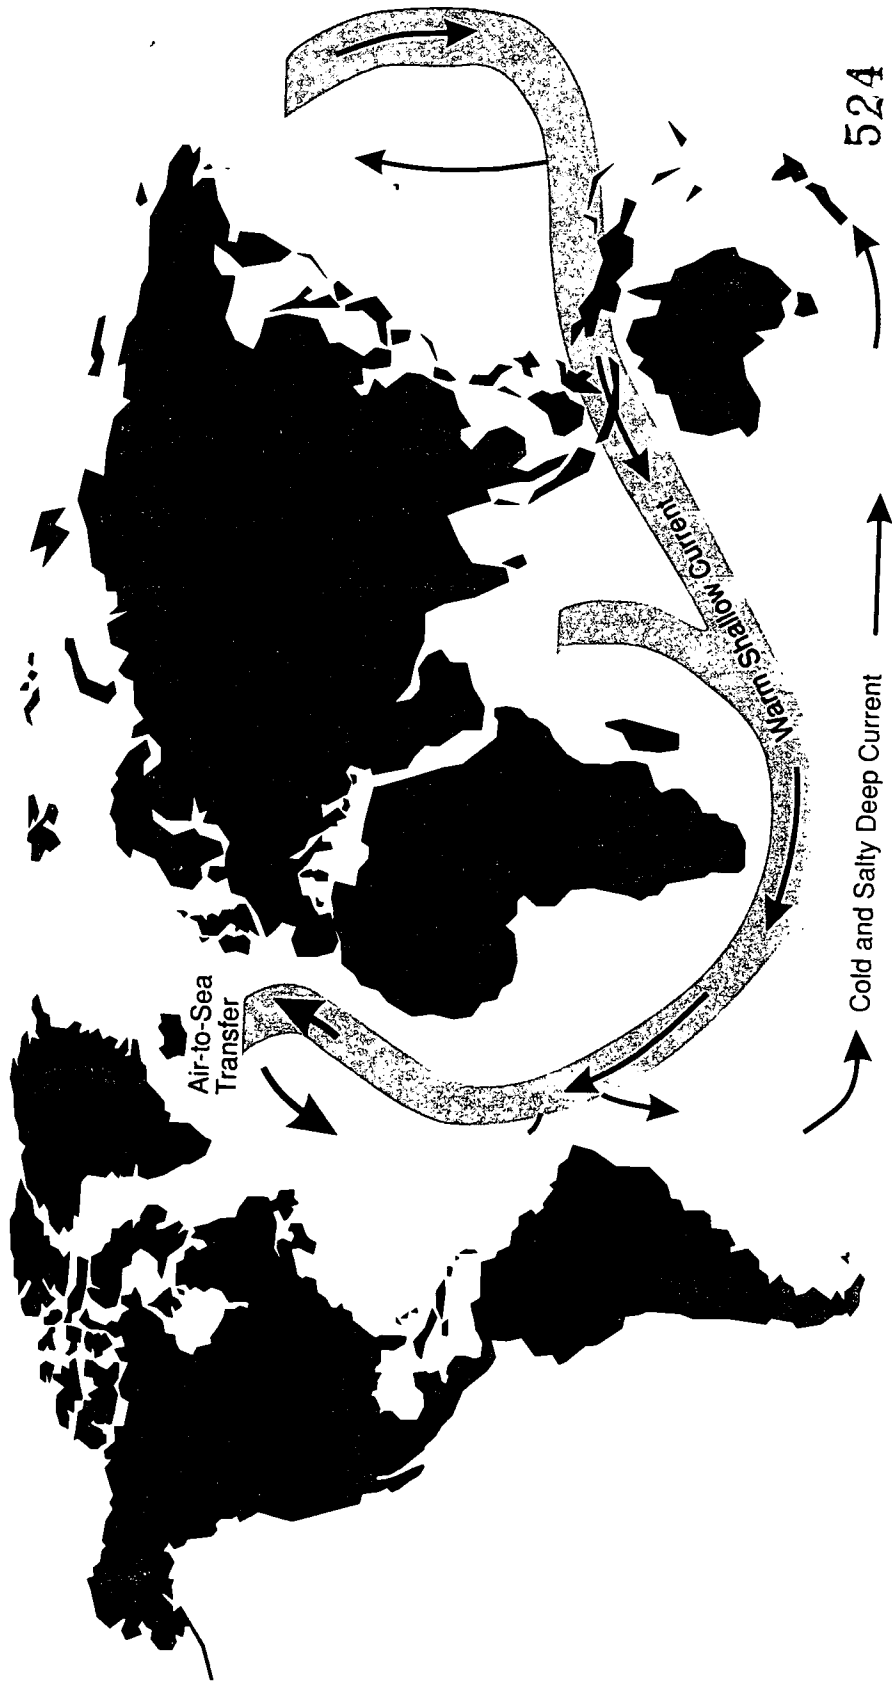 Air-to-Sea
Transfer
Warm Shallow Current
Cold and Salty Deep Current
524